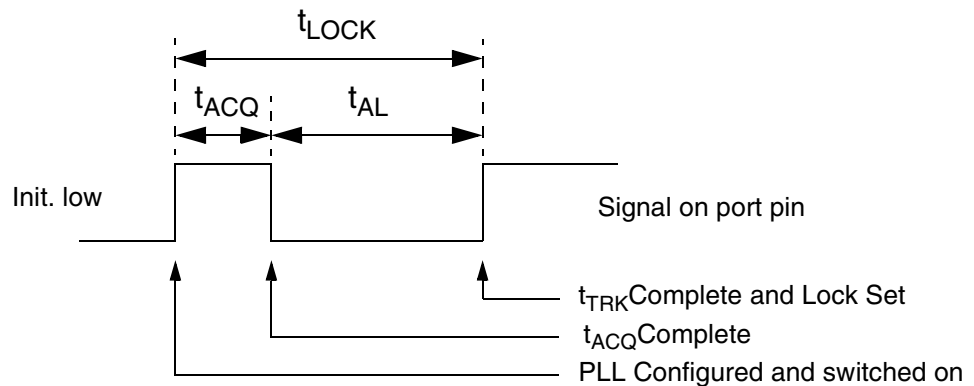 tLOCK
tACQ
tAL
Init. low
Signal on port pin
tTRKComplete and Lock Set
tACQComplete
PLL Configured and switched on